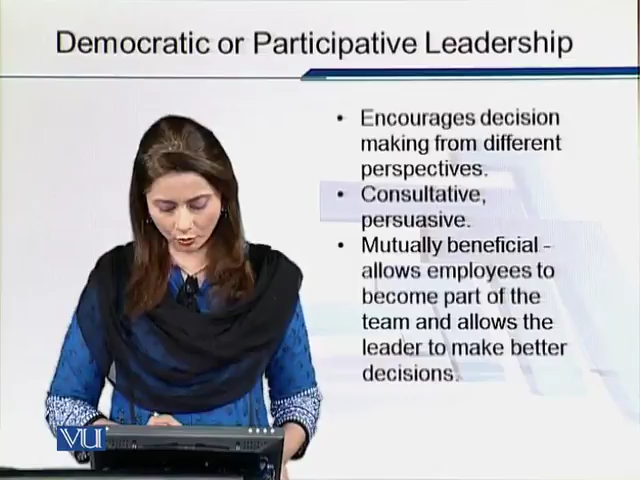 Democratic or Participative Leadership
• Encourages decision
making from different
perspectives.
• Consultative,
persuasive.
• Mutually beneficial -
allows employees to
become part of the
team and allows the
leader to make better
decisions.
VU